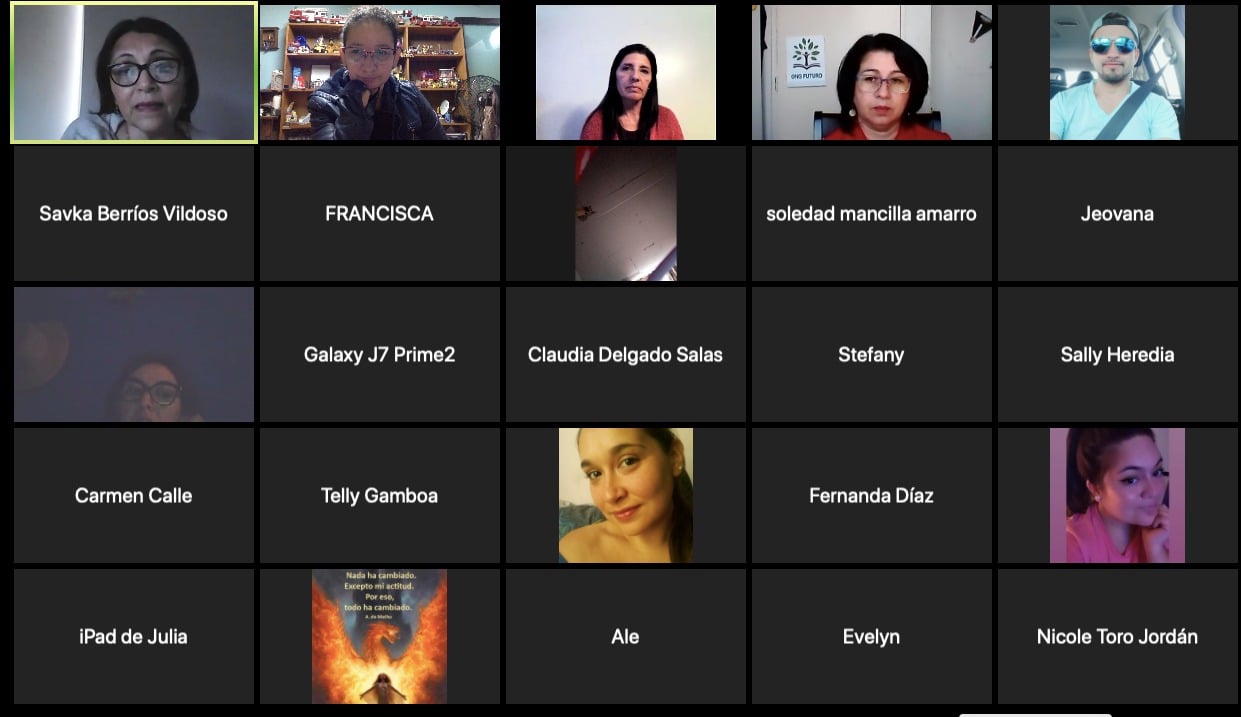 ONG FUTURO
Savka Berríos Vildoso
FRANCISCA
soledad mancilla amarro
Jeovana
Galaxy J7 Prime2
Claudia Delgado Salas
Stefany
Sally Heredia
Carmen Calle
Telly Gamboa
Fernanda Díaz
iPad de Julia
Nada ha cambiado.
Excepto mi actitud.
Por eso,
todo ha cambiado.
A. de Mello
Ale
Evelyn
Nicole Toro Jordán